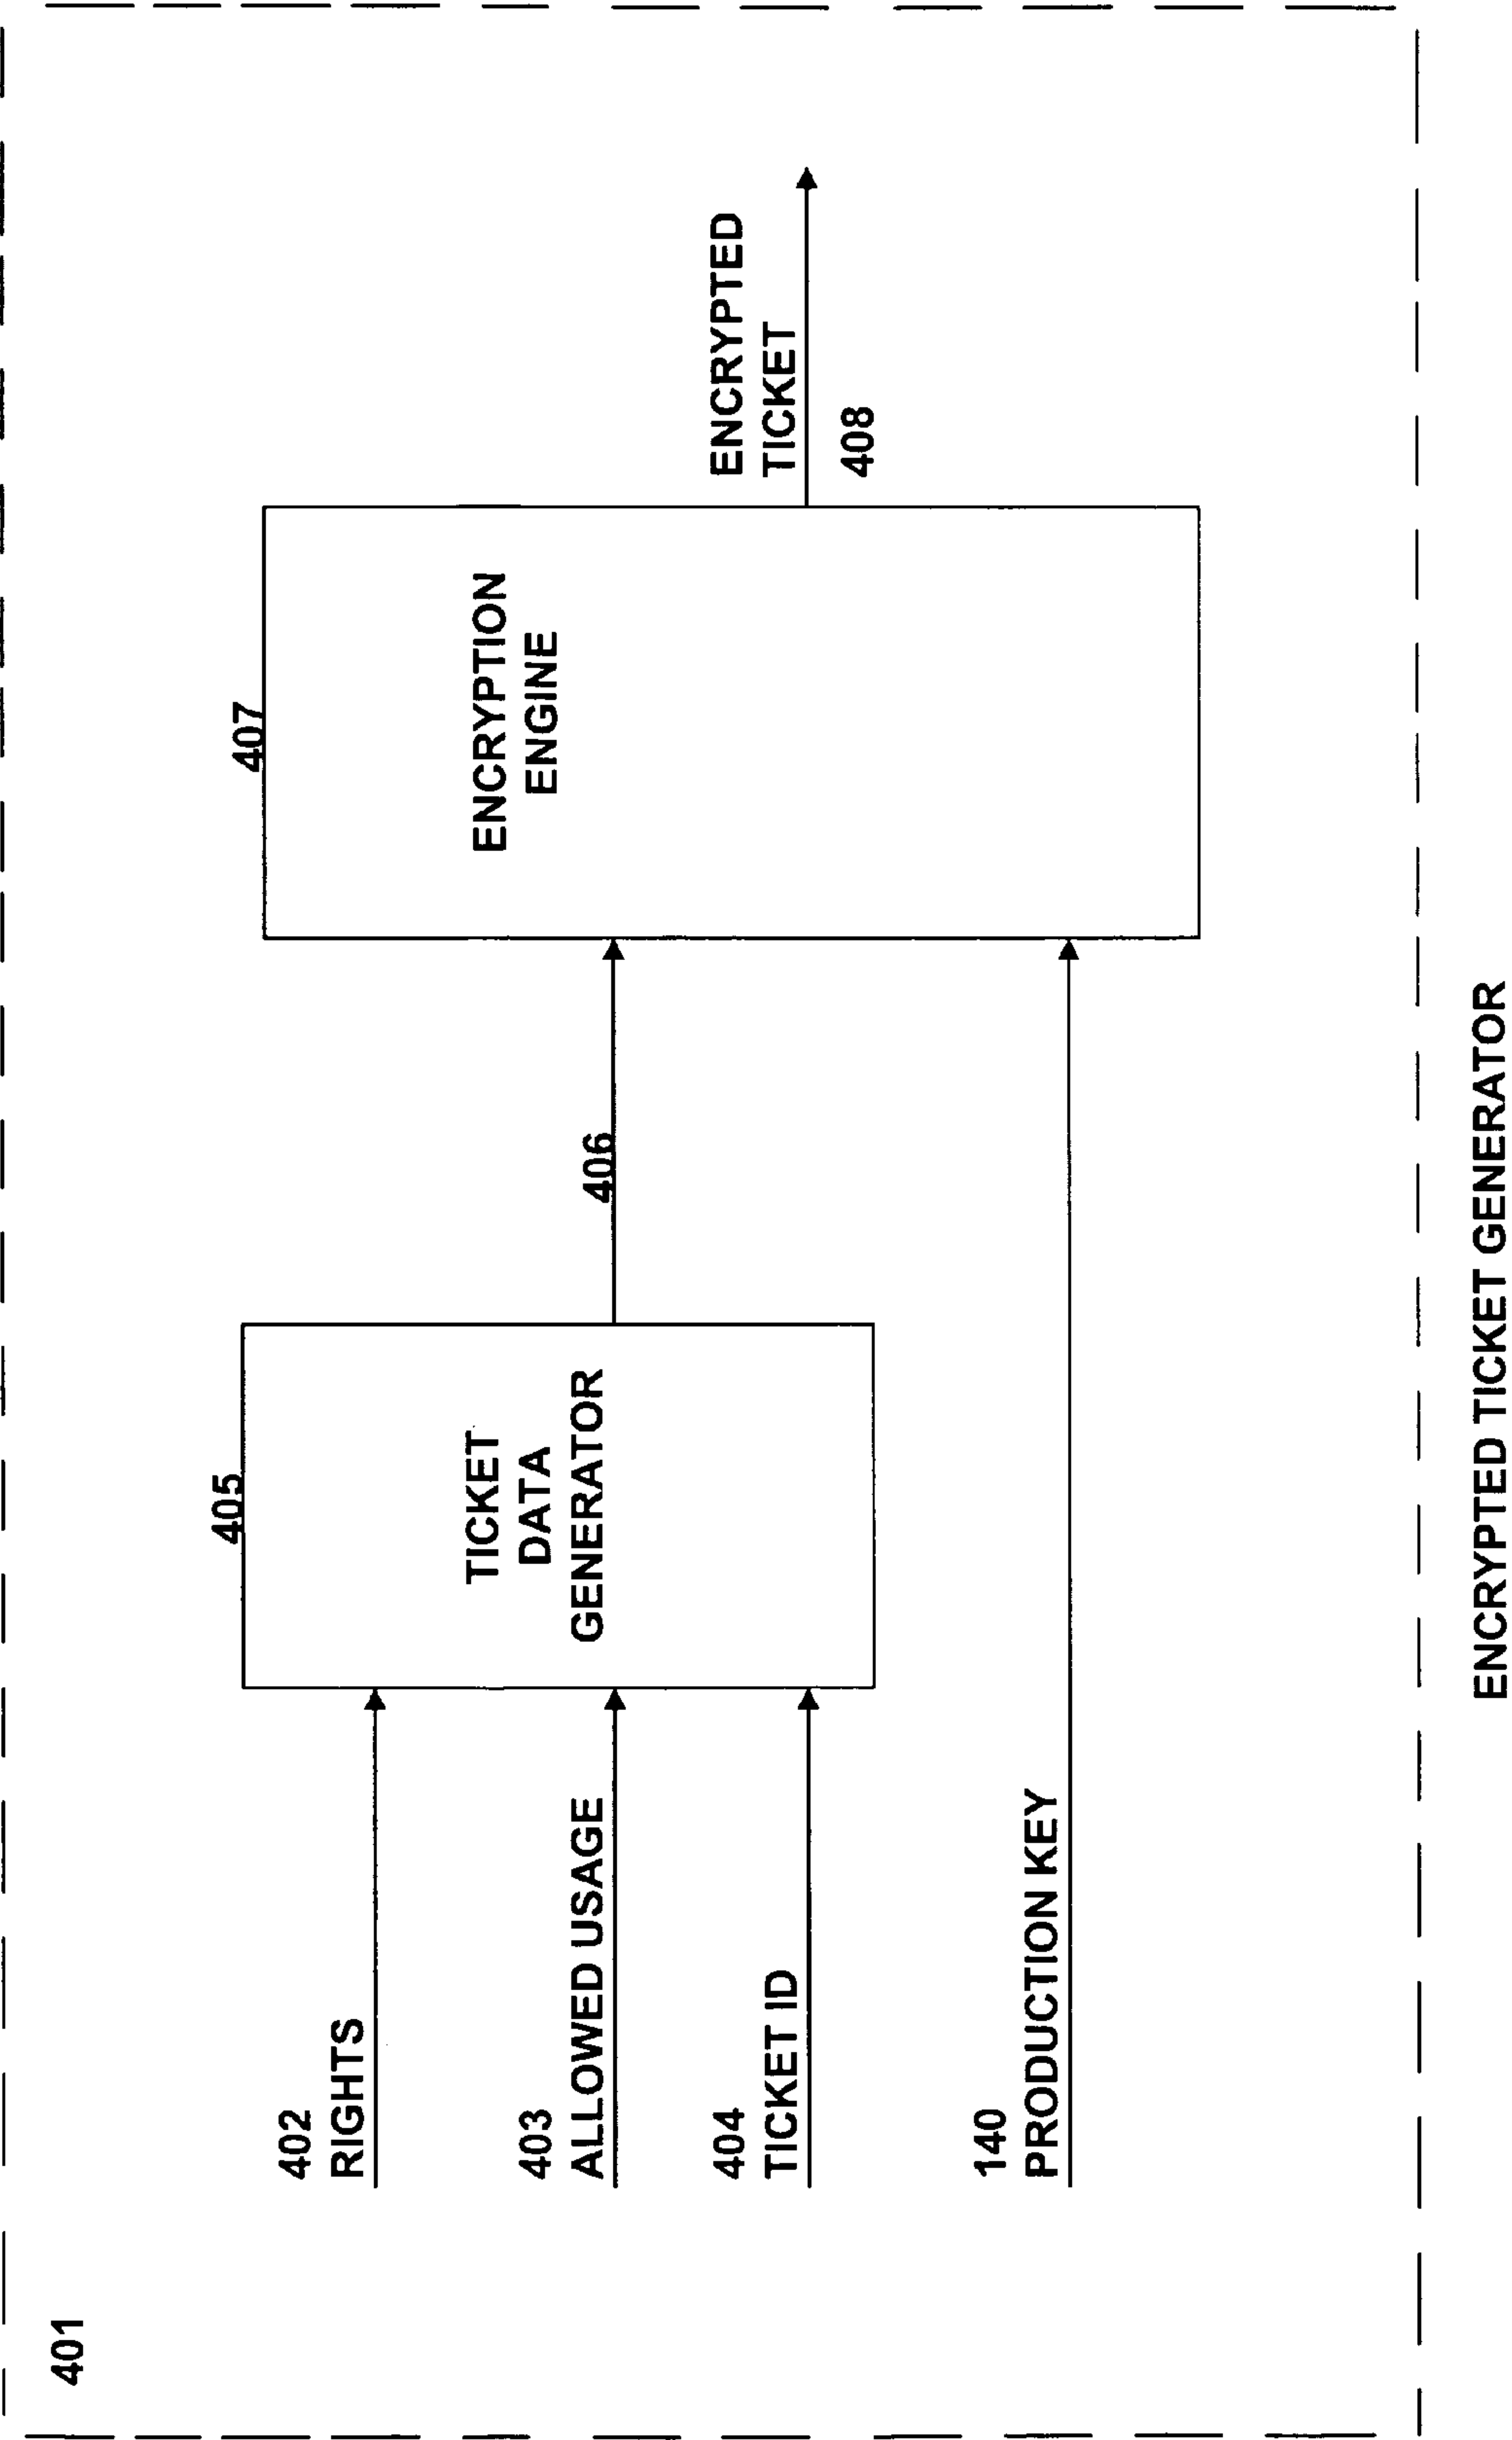 401
402
RIGHTS
403
ALLOWED USAGE
404
TICKET ID
140
PRODUCTION KEY
405
TICKET
DATA
GENERATOR
406
407
ENCRYPTION
ENGINE
ENCRYPTED
TICKET
408
ENCRYPTED TICKET GENERATOR